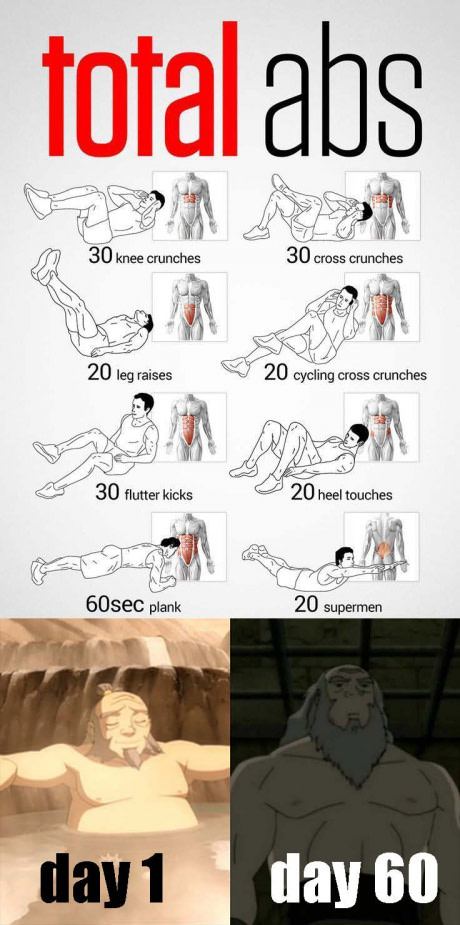 total abs
30 knee crunches
30 cross crunches
20 leg raises
20 cycling cross crunches
30 flutter kicks
20 heel touches
60sec plank
20 supermen
day 1
day 60